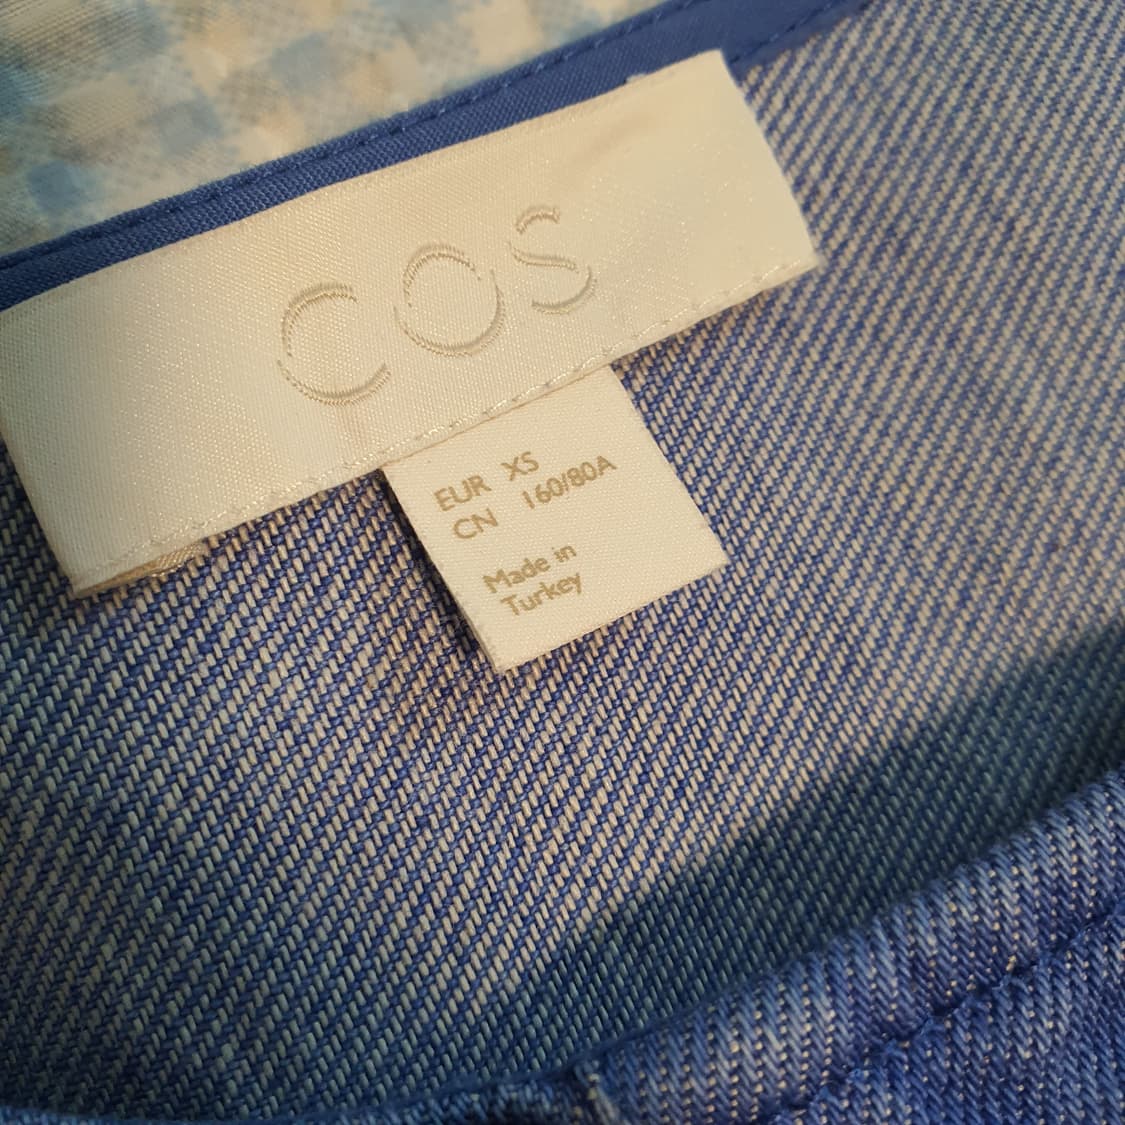 COS
EUR XS
CN 160/80A
Made in
Turkey